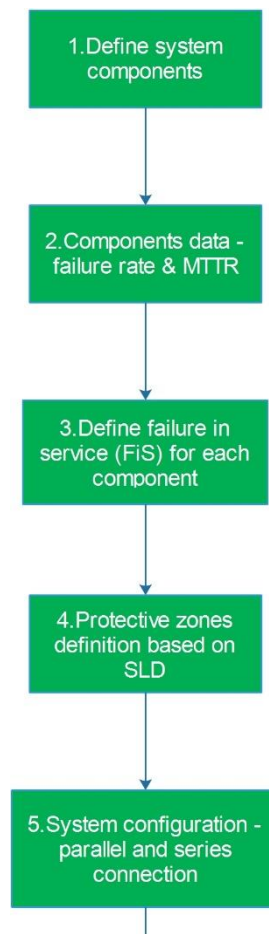 1.Define system
components
2.Components data -
failure rate & MTTR
3.Define failure in
service (FiS) for each
component
4.Protective zones
definition based on
SLD
5.System configuration -
parallel and series
connection